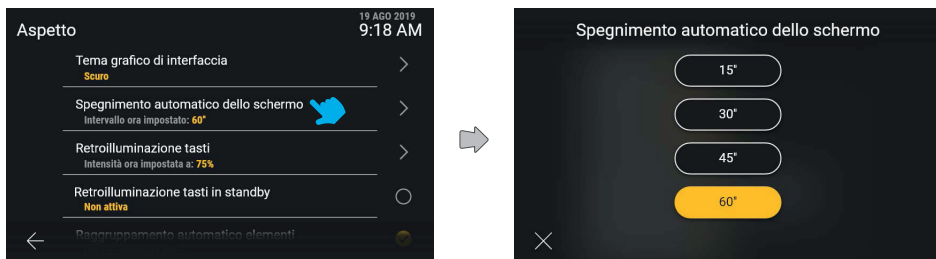 19 AGO 2019
Aspetto
9:18 AM
Tema grafico di interfaccia
Scuro
Spegnimento automatico dello schermo
Intervallo ora impostato: 60"
Retroilluminazione tasti
Intensità ora impostata a: 75%
Retroilluminazione tasti in standby
Non attiva
Raggruppamento automatico elementi
Spegnimento automatico dello schermo
15"
30"
45"
60"